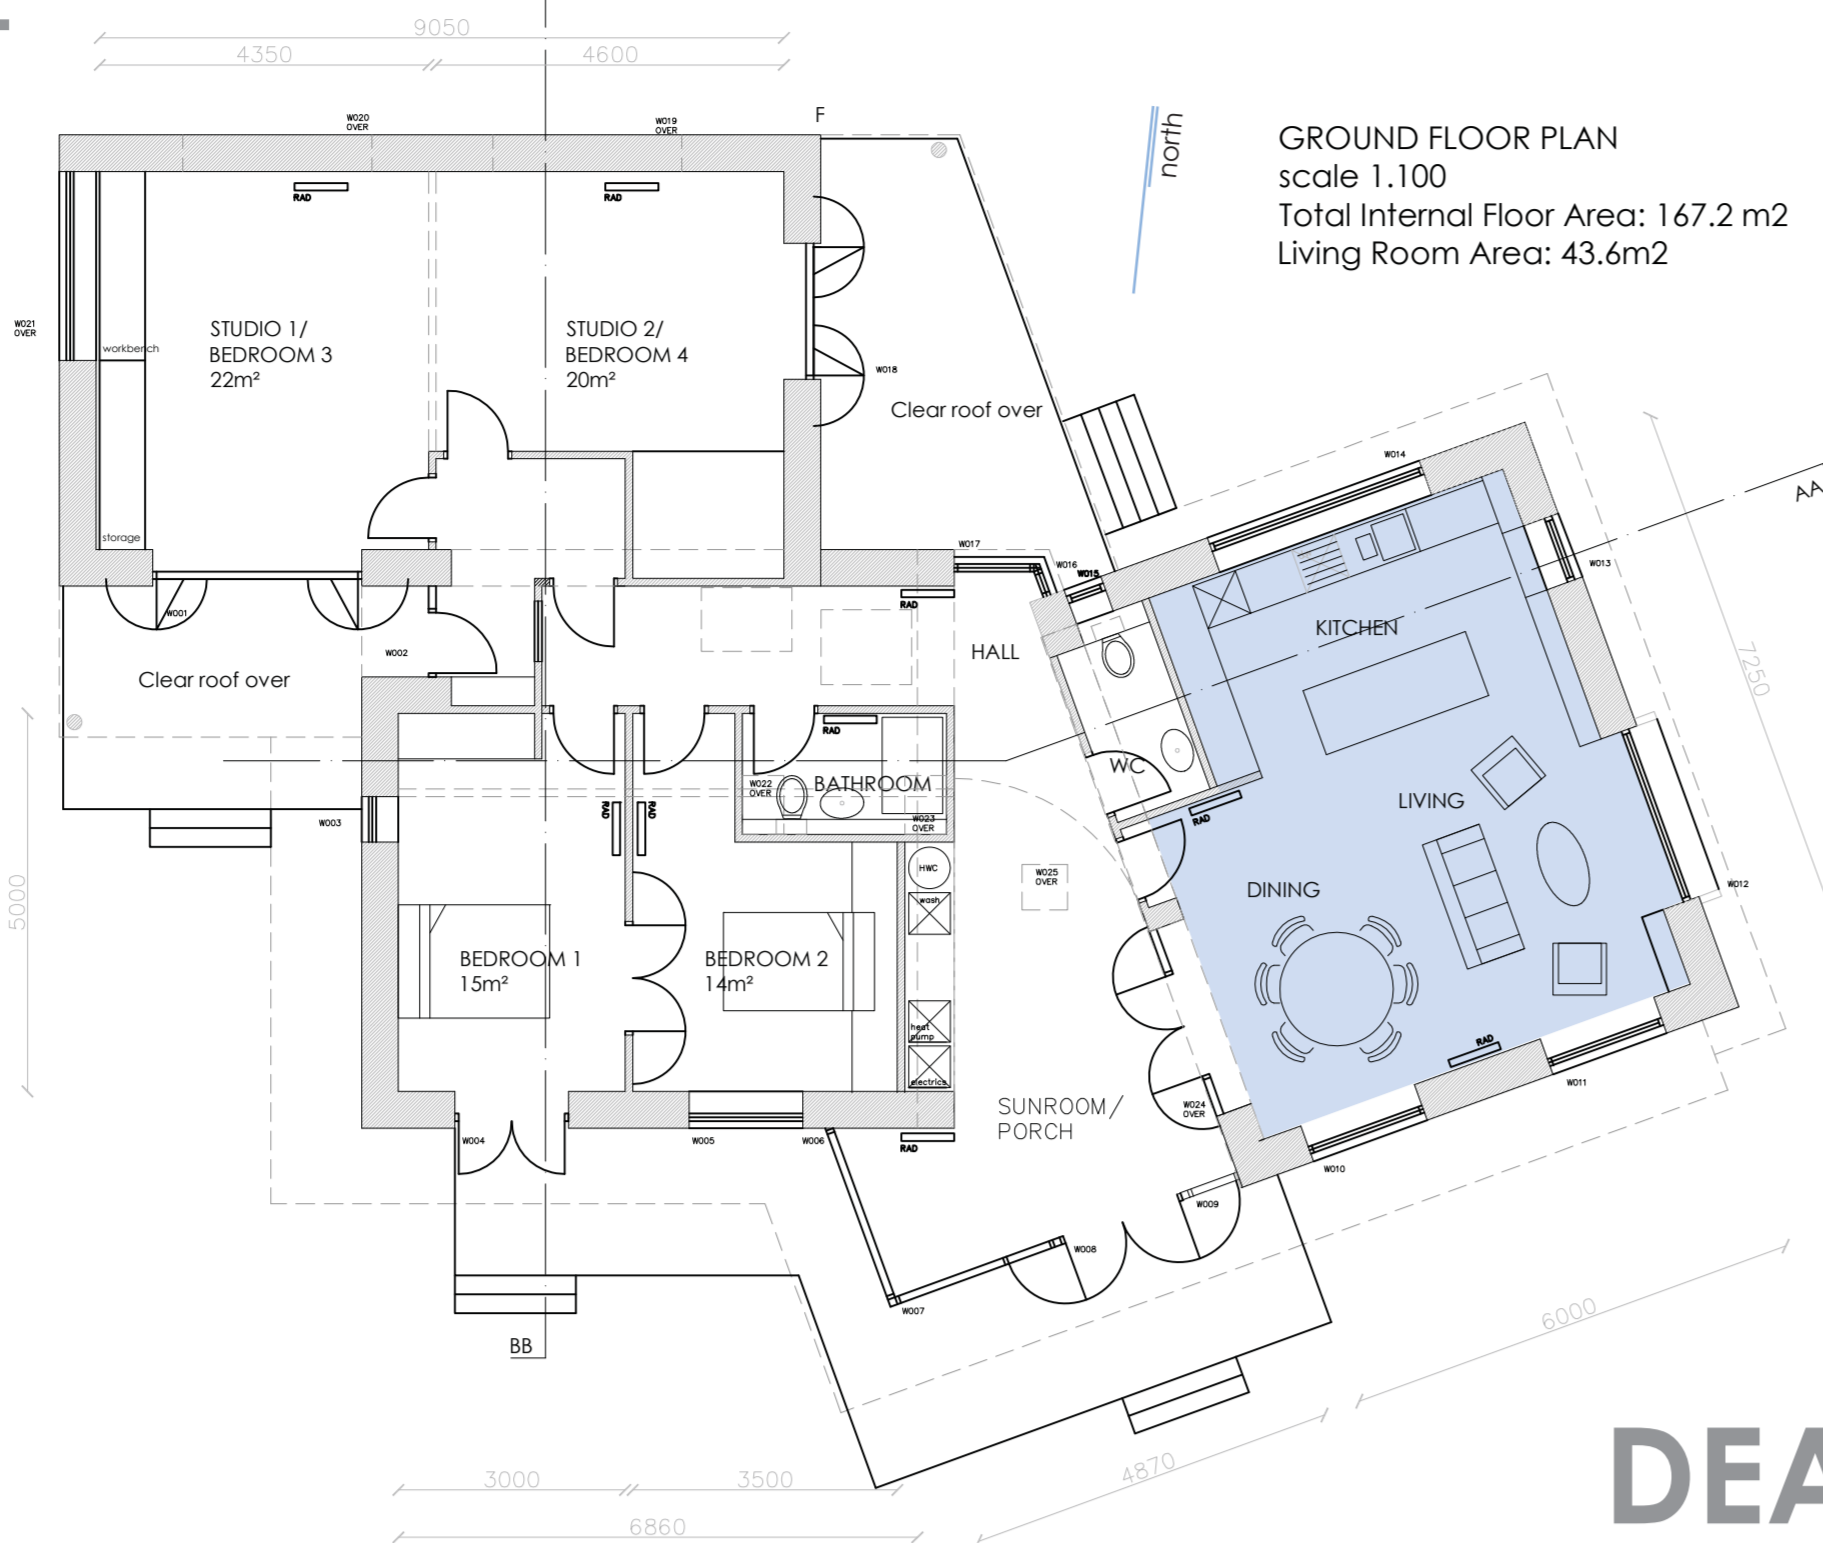 9050
4350
4600
W020
OVER
W019
OVER
F
north
GROUND FLOOR PLAN
scale 1.100
Total Internal Floor Area: 167.2 m2
Living Room Area: 43.6m2
RAD
RAD
W021
OVER
workbench
STUDIO 1/
BEDROOM 3
22m²
STUDIO 2/
BEDROOM 4
20m²
W018
Clear roof over
W014
AA
storage
W017
W016
W015
W013
RAD
W001
W002
HALL
KITCHEN
Clear roof over
7250
RAD
WC
W022
OVER
BATHROOM
LIVING
W003
RAD
RAD
W023
OVER
RAD
HWC
W025
OVER
wash
DINING
W012
5000
BEDROOM 1
15m²
BEDROOM 2
14m²
heat
pump
electrics
RAD
W011
SUNROOM/
PORCH
W024
OVER
W004
W005
W006
RAD
W010
W009
W008
W007
6000
BB
4870
3000
3500
6860
DEA